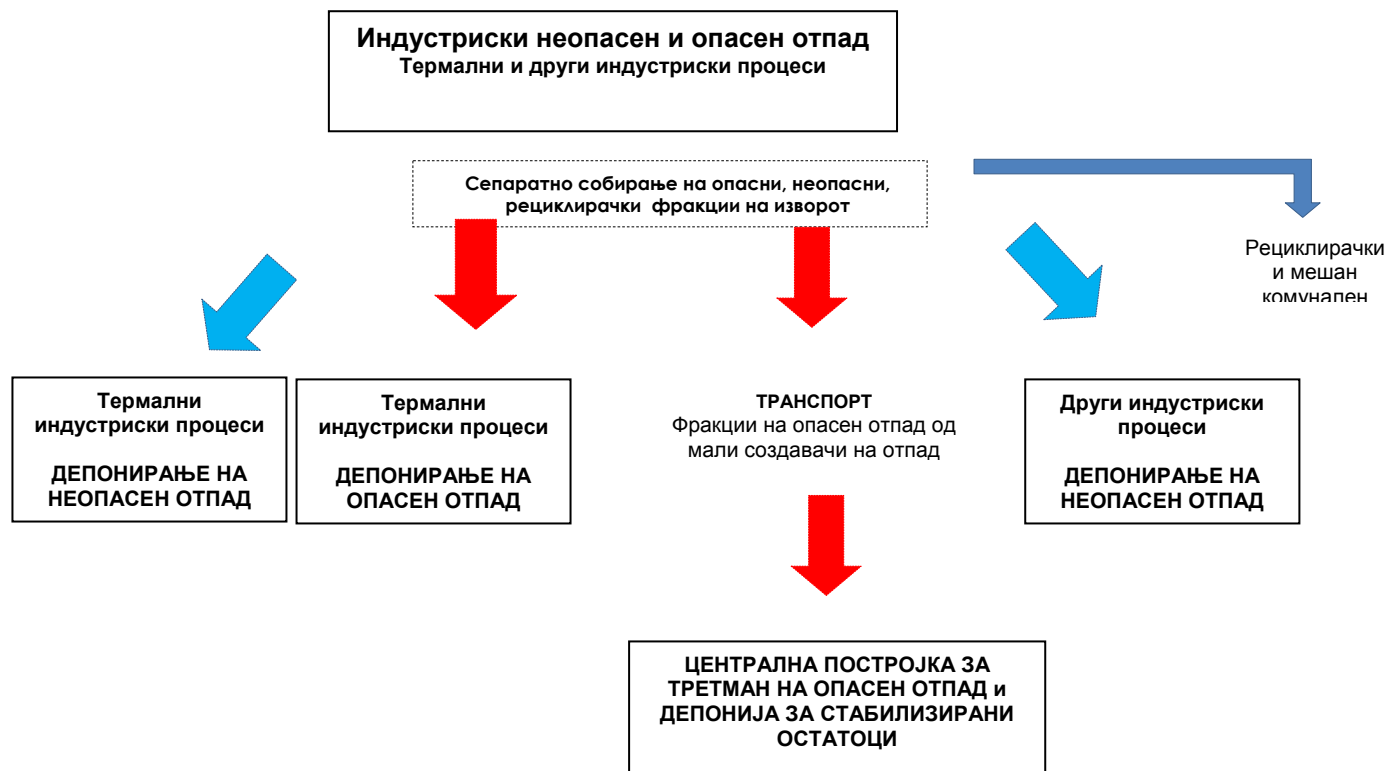 Индустриски неопасен и опасен отпад
Термални и други индустриски процеси
Сепаратно собирање на опасни, неопасни,
рециклирачки фракции на изворот
Рециклирачки
и мешан
комунален
Термални
индустриски процеси
ДЕПОНИРАЊЕ НА
НЕОПАСЕН ОТПАД
Термални
индустриски процеси
ДЕПОНИРАЊЕ НА
ОПАСЕН ОТПАД
ТРАНСПОРТ
Фракции на опасен отпад од
мали создавачи на отпад
Други индустриски
процеси
ДЕПОНИРАЊЕ НА
НЕОПАСЕН ОТПАД
ЦЕНТРАЛНА ПОСТРОЈКА ЗА
ТРЕТМАН НА ОПАСЕН ОТПАД и
ДЕПОНИЈА ЗА СТАБИЛИЗИРАНИ
ОСТАТОЦИ